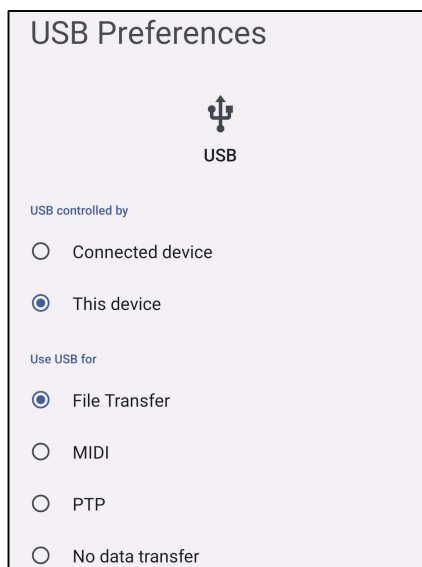 USB Preferences
USB
USB controlled by
Connected device
This device
Use USB for
File Transfer
MIDI
PTP
No data transfer